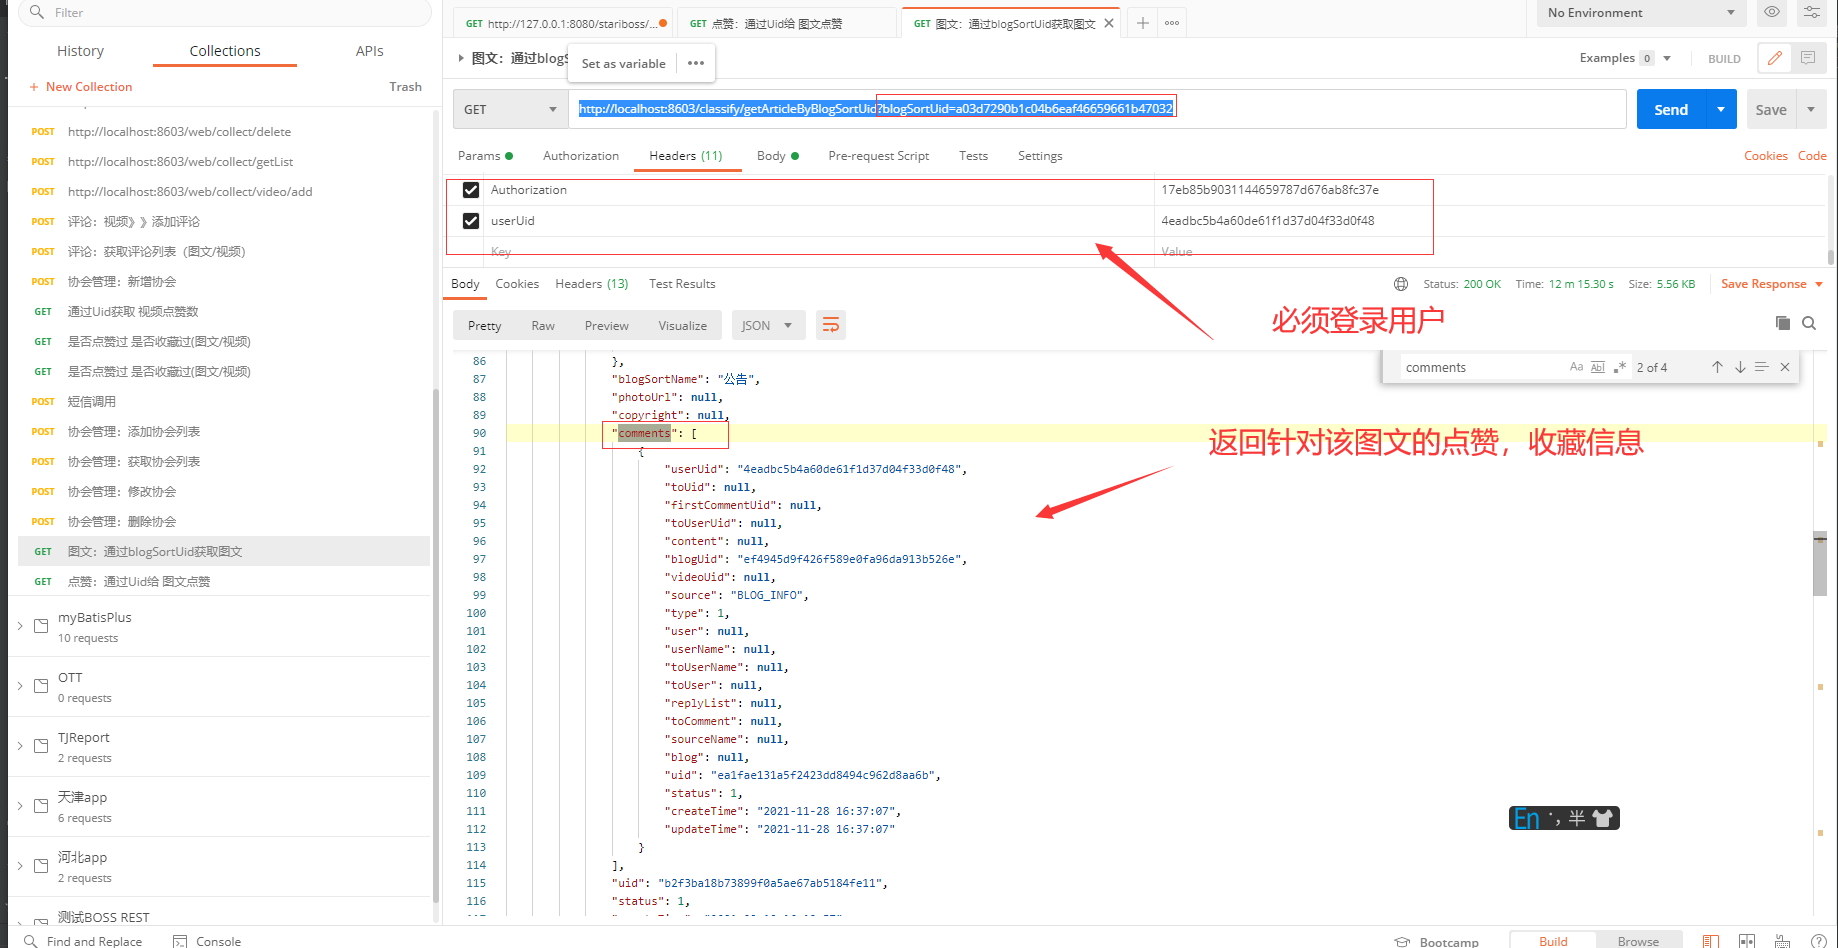 Filter
History
Collections
APIs
+ New Collection
Trash
POST http://localhost:8603/web/collect/delete
POST http://localhost:8603/web/collect/getList
POST http://localhost:8603/web/collect/video/add
POST 评论：视频》》添加评论
POST 评论：获取评论列表（图文/视频）
POST 协会管理：新增协会
GET 通过Uid获取 视频点赞数
GET 是否点赞过 是否收藏过(图文/视频)
GET 是否点赞过 是否收藏过(图文/视频)
POST 短信调用
POST 协会管理：添加协会列表
POST 协会管理：获取协会列表
POST 协会管理：修改协会
POST 协会管理：删除协会
GET 图文：通过blogSortUid获取图文
GET 点赞：通过Uid给 图文点赞
myBatisPlus
10 requests
OTT
0 requests
TJReport
2 requests
天津app
6 requests
河北app
2 requests
测试BOSS REST
Find and Replace
Console
GET http://127.0.0.1:8080/stariboss/...
GET 点赞：通过Uid给 图文点赞
GET 图文：通过blogSortUid获取图文
No Environment
图文：通过blogS
Set as variable
Examples 0
BUILD
GET
http://localhost:8603/classify/getArticleByBlogSortUid?blogSortUid=a03d7290b1c04b6eaf46659661b47032
Send
Save
Params
Authorization
Headers (11)
Body
Pre-request Script
Tests
Settings
Cookies
Code
Authorization 17eb85b9031144659787d676ab8fc37e
userUid 4eadbc5b4a60de61f1d37d04f33d0f48
Key Value
Body
Cookies
Headers (13)
Test Results
Status: 200 OK
Time: 12 m 15.30 s
Size: 5.56 KB
Save Response
Pretty
Raw
Preview
Visualize
JSON
必须登录用户
comments
Aa Abl .* 2 of 4
86 },
87 "blogSortName": "公告",
88 "photoUrl": null,
89 "copyright": null,
90 "comments": [
返回针对该图文的点赞，收藏信息
91 {
92 "userUid": "4eadbc5b4a60de61f1d37d04f33d0f48",
93 "toUid": null,
94 "firstCommentUid": null,
95 "toUserUid": null,
96 "content": null,
97 "blogUid": "ef4945d9f426f589e0fa96da913b526e",
98 "videoUid": null,
99 "source": "BLOG_INFO",
100 "type": 1,
101 "user": null,
102 "userName": null,
103 "toUserName": null,
104 "toUser": null,
105 "replyList": null,
106 "toComment": null,
107 "sourceName": null,
108 "blog": null,
109 "uid": "ea1fae131a5f2423dd8494c962d8aa6b",
110 "status": 1,
111 "createTime": "2021-11-28 16:37:07",
112 "updateTime": "2021-11-28 16:37:07"
113 }
114 ],
115 "uid": "b2f3ba18b73899f0a5ae67ab5184fe11",
116 "status": 1,
En 半
Bootcamp
Build
Browse